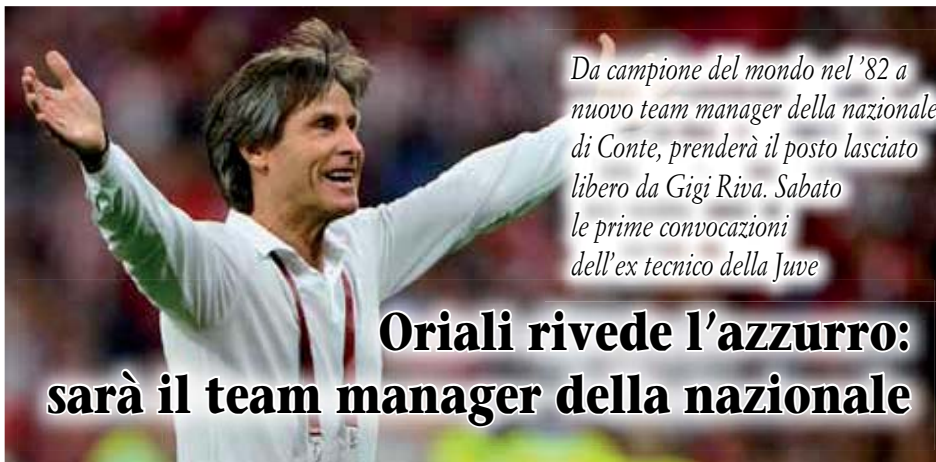 Da campione del mondo nel ’82 a
nuovo team manager della nazionale
di Conte, prenderà il posto lasciato
libero da Gigi Riva. Sabato
le prime convocazioni
dell’ex tecnico della Juve
Oriali rivede l’azzurro:
sarà il team manager della nazionale